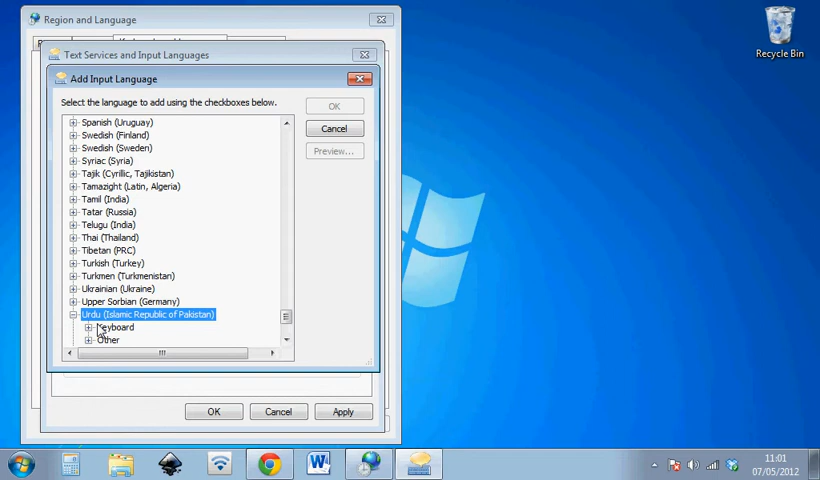 Region and Language
Text Services and Input Languages
Add Input Language
Select the language to add using the checkboxes below.
OK
Cancel
Preview...
Spanish (Uruguay)
Swedish (Finland)
Swedish (Sweden)
Syriac (Syria)
Tajik (Cyrillic, Tajikistan)
Tamazight (Latin, Algeria)
Tamil (India)
Tatar (Russia)
Telugu (India)
Thai (Thailand)
Tibetan (PRC)
Turkish (Turkey)
Turkmen (Turkmenistan)
Ukrainian (Ukraine)
Upper Sorbian (Germany)
Urdu (Islamic Republic of Pakistan)
Keyboard
Other
OK Cancel Apply
Recycle Bin
11:01
07/05/2012